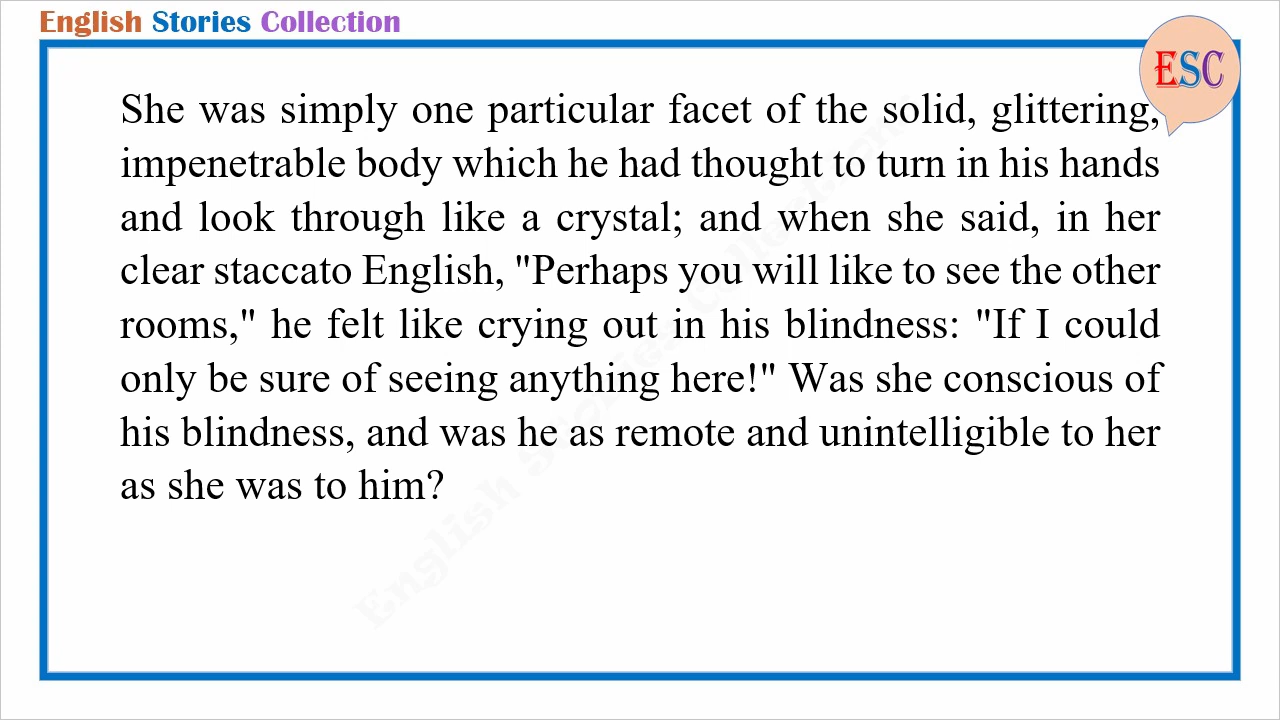 English Stories Collection
ESC
She was simply one particular facet of the solid, glittering,
impenetrable body which he had thought to turn in his hands
and look through like a crystal; and when she said, in her
clear staccato English, "Perhaps you will like to see the other
rooms," he felt like crying out in his blindness: "If I could
only be sure of seeing anything here!" Was she conscious of
his blindness, and was he as remote and unintelligible to her
as she was to him?
English Stories Collection